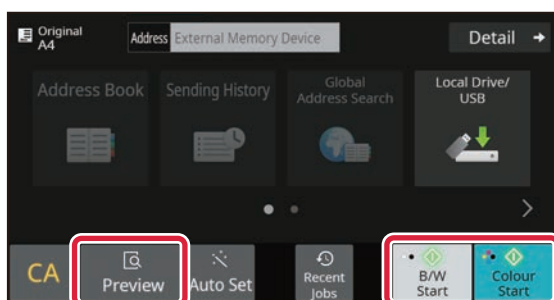 Original
A4
Address External Memory Device
Detail
Address Book
Sending History
Global
Address Search
Local Drive/
USB
CA
Preview
Auto Set
Recent
Jobs
B/W
Start
Colour
Start